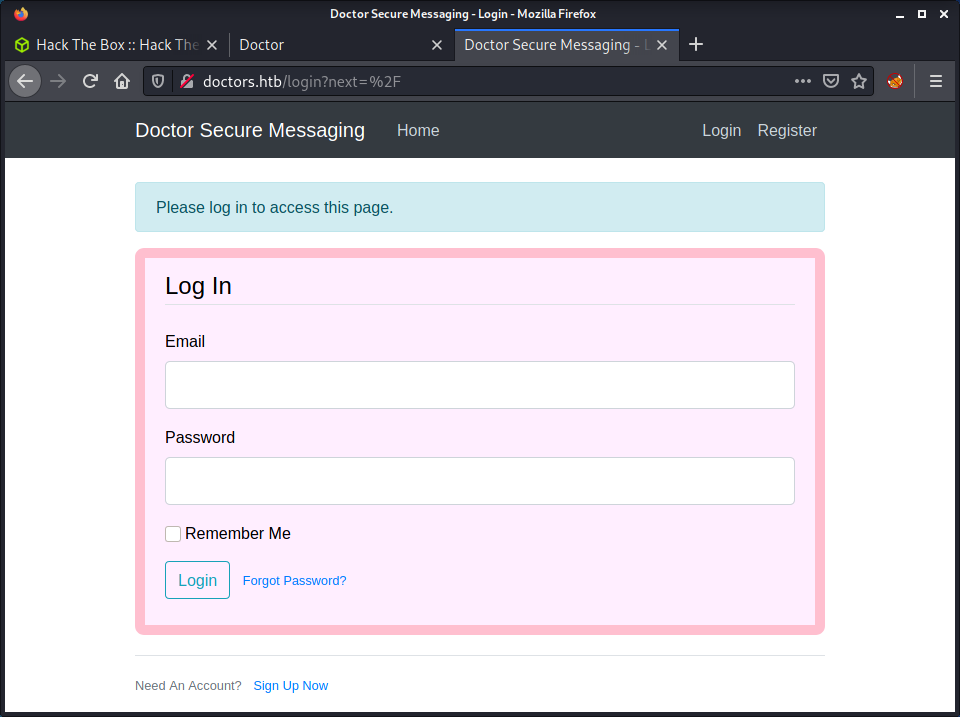 Doctor Secure Messaging - Login - Mozilla Firefox
Hack The Box :: Hack The
Doctor
Doctor Secure Messaging - L
doctors.htb/login?next=%2F
Doctor Secure Messaging
Home
Login
Register
Please log in to access this page.
Log In
Email
Password
Remember Me
Login
Forgot Password?
Need An Account? Sign Up Now